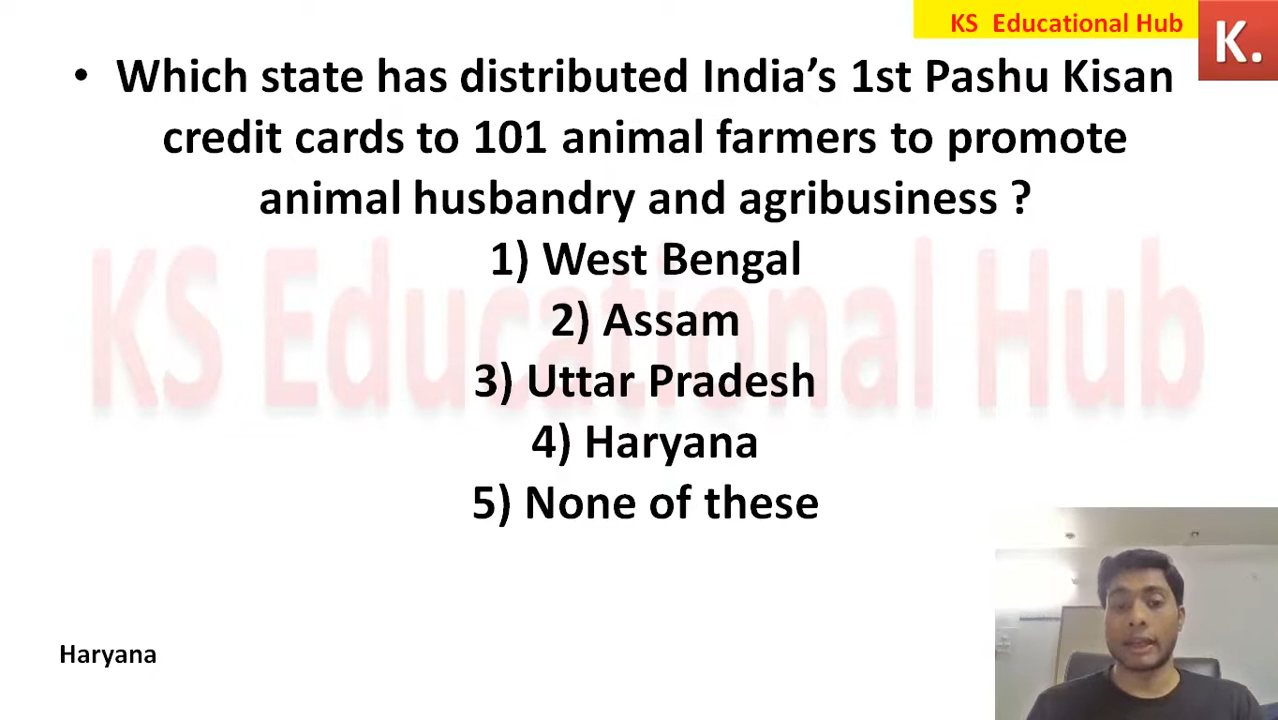 KS Educational Hub
K.
• Which state has distributed India’s 1st Pashu Kisan
credit cards to 101 animal farmers to promote
animal husbandry and agribusiness ?
1) West Bengal
2) Assam
3) Uttar Pradesh
4) Haryana
5) None of these
KS Educational Hub
Haryana